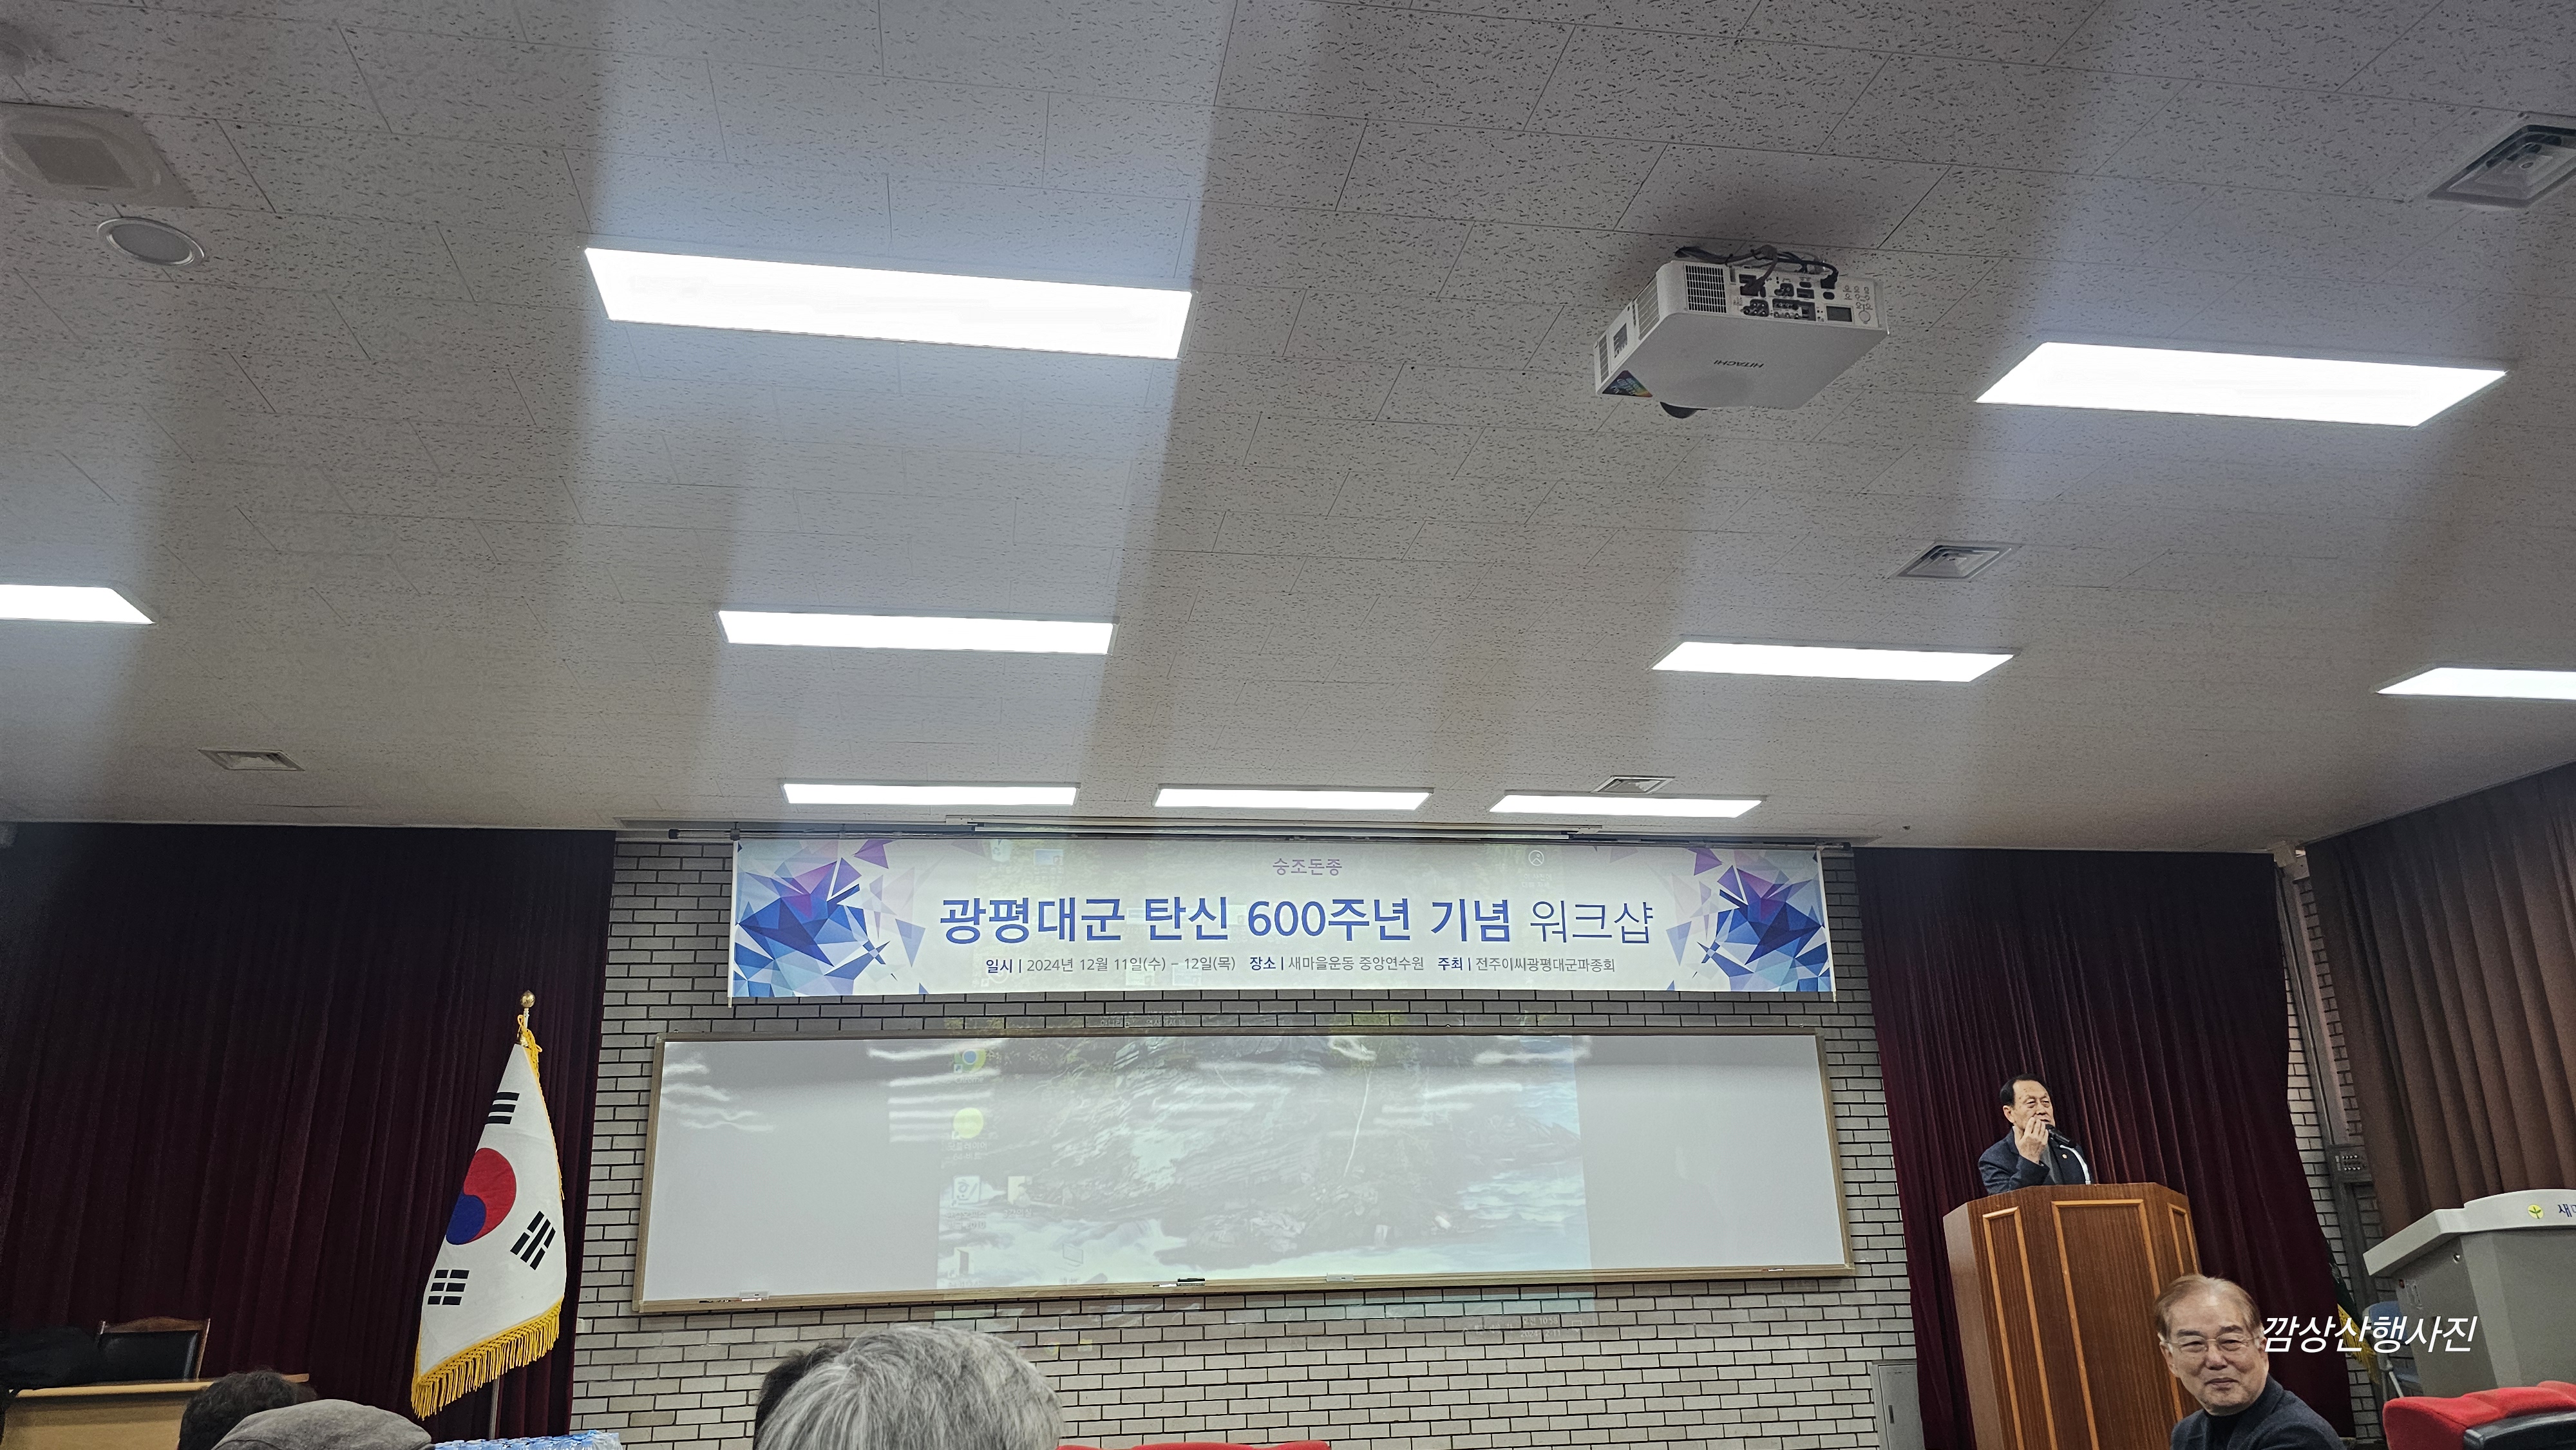 HITACHI
숭조돈종
광평대군 탄신 600주년 기념 워크샵
일시 | 2024년 12월 11일(수) – 12일(목) 장소 | 새마을운동 중앙연수원 주최 | 전주이씨광평대군파종회
깜상산행사진